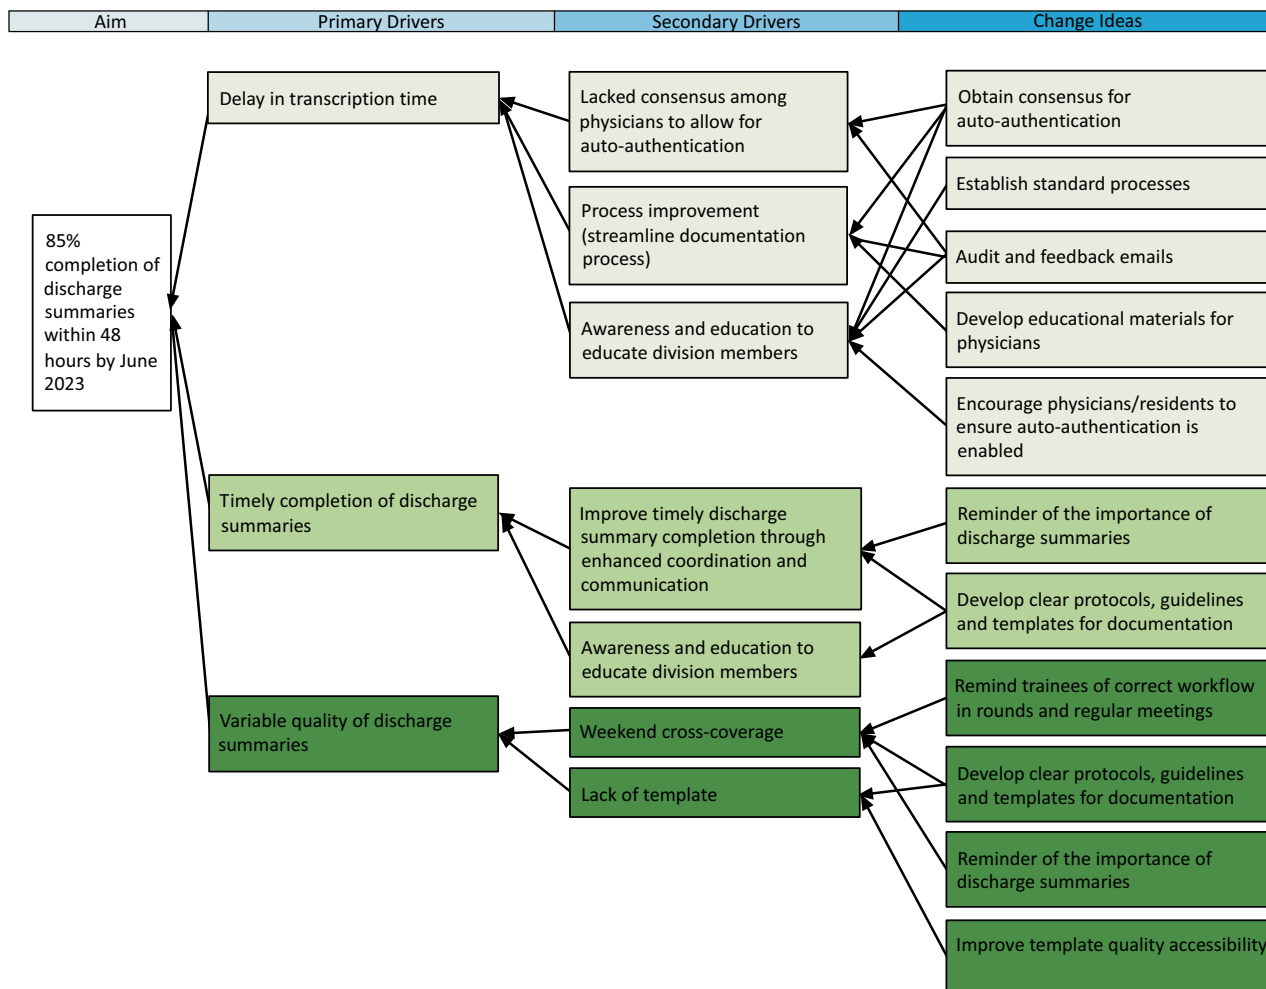 Aim
Primary Drivers
Secondary Drivers
Change Ideas
85%
completion of
discharge
summaries
within 48
hours by June
2023
Delay in transcription time
Timely completion of discharge
summaries
Variable quality of discharge
summaries
Lacked consensus among
physicians to allow for
auto-authentication
Process improvement
(streamline documentation
process)
Awareness and education to
educate division members
Improve timely discharge
summary completion through
enhanced coordination and
communication
Awareness and education to
educate division members
Weekend cross-coverage
Lack of template
Obtain consensus for
auto-authentication
Establish standard processes
Audit and feedback emails
Develop educational materials for
physicians
Encourage physicians/residents to
ensure auto-authentication is
enabled
Reminder of the importance of
discharge summaries
Develop clear protocols, guidelines
and templates for documentation
Remind trainees of correct workflow
in rounds and regular meetings
Develop clear protocols, guidelines
and templates for documentation
Reminder of the importance of
discharge summaries
Improve template quality accessibility